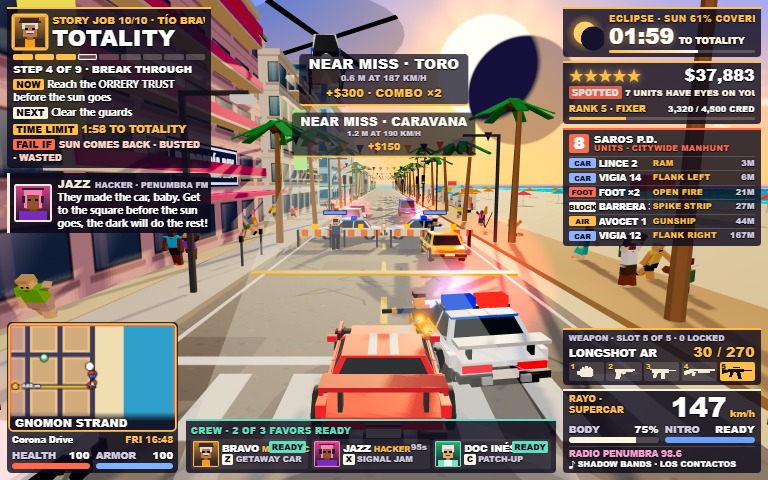 STORY JOB 10/10 · TÍO BRAV
TOTALITY
STEP 4 OF 9 · BREAK THROUGH
NOW Reach the ORRERY TRUST
before the sun goes
NEXT Clear the guards
TIME LIMIT 1:58 TO TOTALITY
FAIL IF SUN COMES BACK · BUSTED
· WASTED
JAZZ HACKER · PENUMBRA FM
They made the car, baby. Get
to the square before the sun
goes, the dark will do the rest!
NEAR MISS · TORO
0.6 M AT 187 KM/H
+$300 · COMBO ×2
NEAR MISS · CARAVANA
1.2 M AT 190 KM/H
+$150
ECLIPSE · SUN 61% COVERE
01:59 TO TOTALITY
★★★★★ $37,883
SPOTTED 7 UNITS HAVE EYES ON YOU
RANK 5 · FIXER 3,320 / 4,500 CRED
8 SAROS P.D.
UNITS · CITYWIDE MANHUNT
CAR LINCE 2 RAM 3M
CAR VIGIA 14 FLANK LEFT 6M
FOOT FOOT ×2 OPEN FIRE 21M
BLOCK BARRERA SPIKE STRIP 27M
AIR AVOCET 1 GUNSHIP 44M
CAR VIGIA 12 FLANK RIGHT 167M
GNOMON STRAND
Corona Drive FRI 16:48
HEALTH 100 ARMOR 100
CREW · 2 OF 3 FAVORS READY
BRAVO READY
Z GETAWAY CAR
JAZZ HACKER 95s
X SIGNAL JAM
DOC INÉS READY
C PATCH-UP
WEAPON · SLOT 5 OF 5 · 0 LOCKED
LONGSHOT AR 30 / 270
1 2 3 4 5
RAYO · SUPERCAR 147 km/h
BODY 75% NITRO READY
RADIO PENUMBRA 98.6
♪ SHADOW BANDS · LOS CONTACTOS